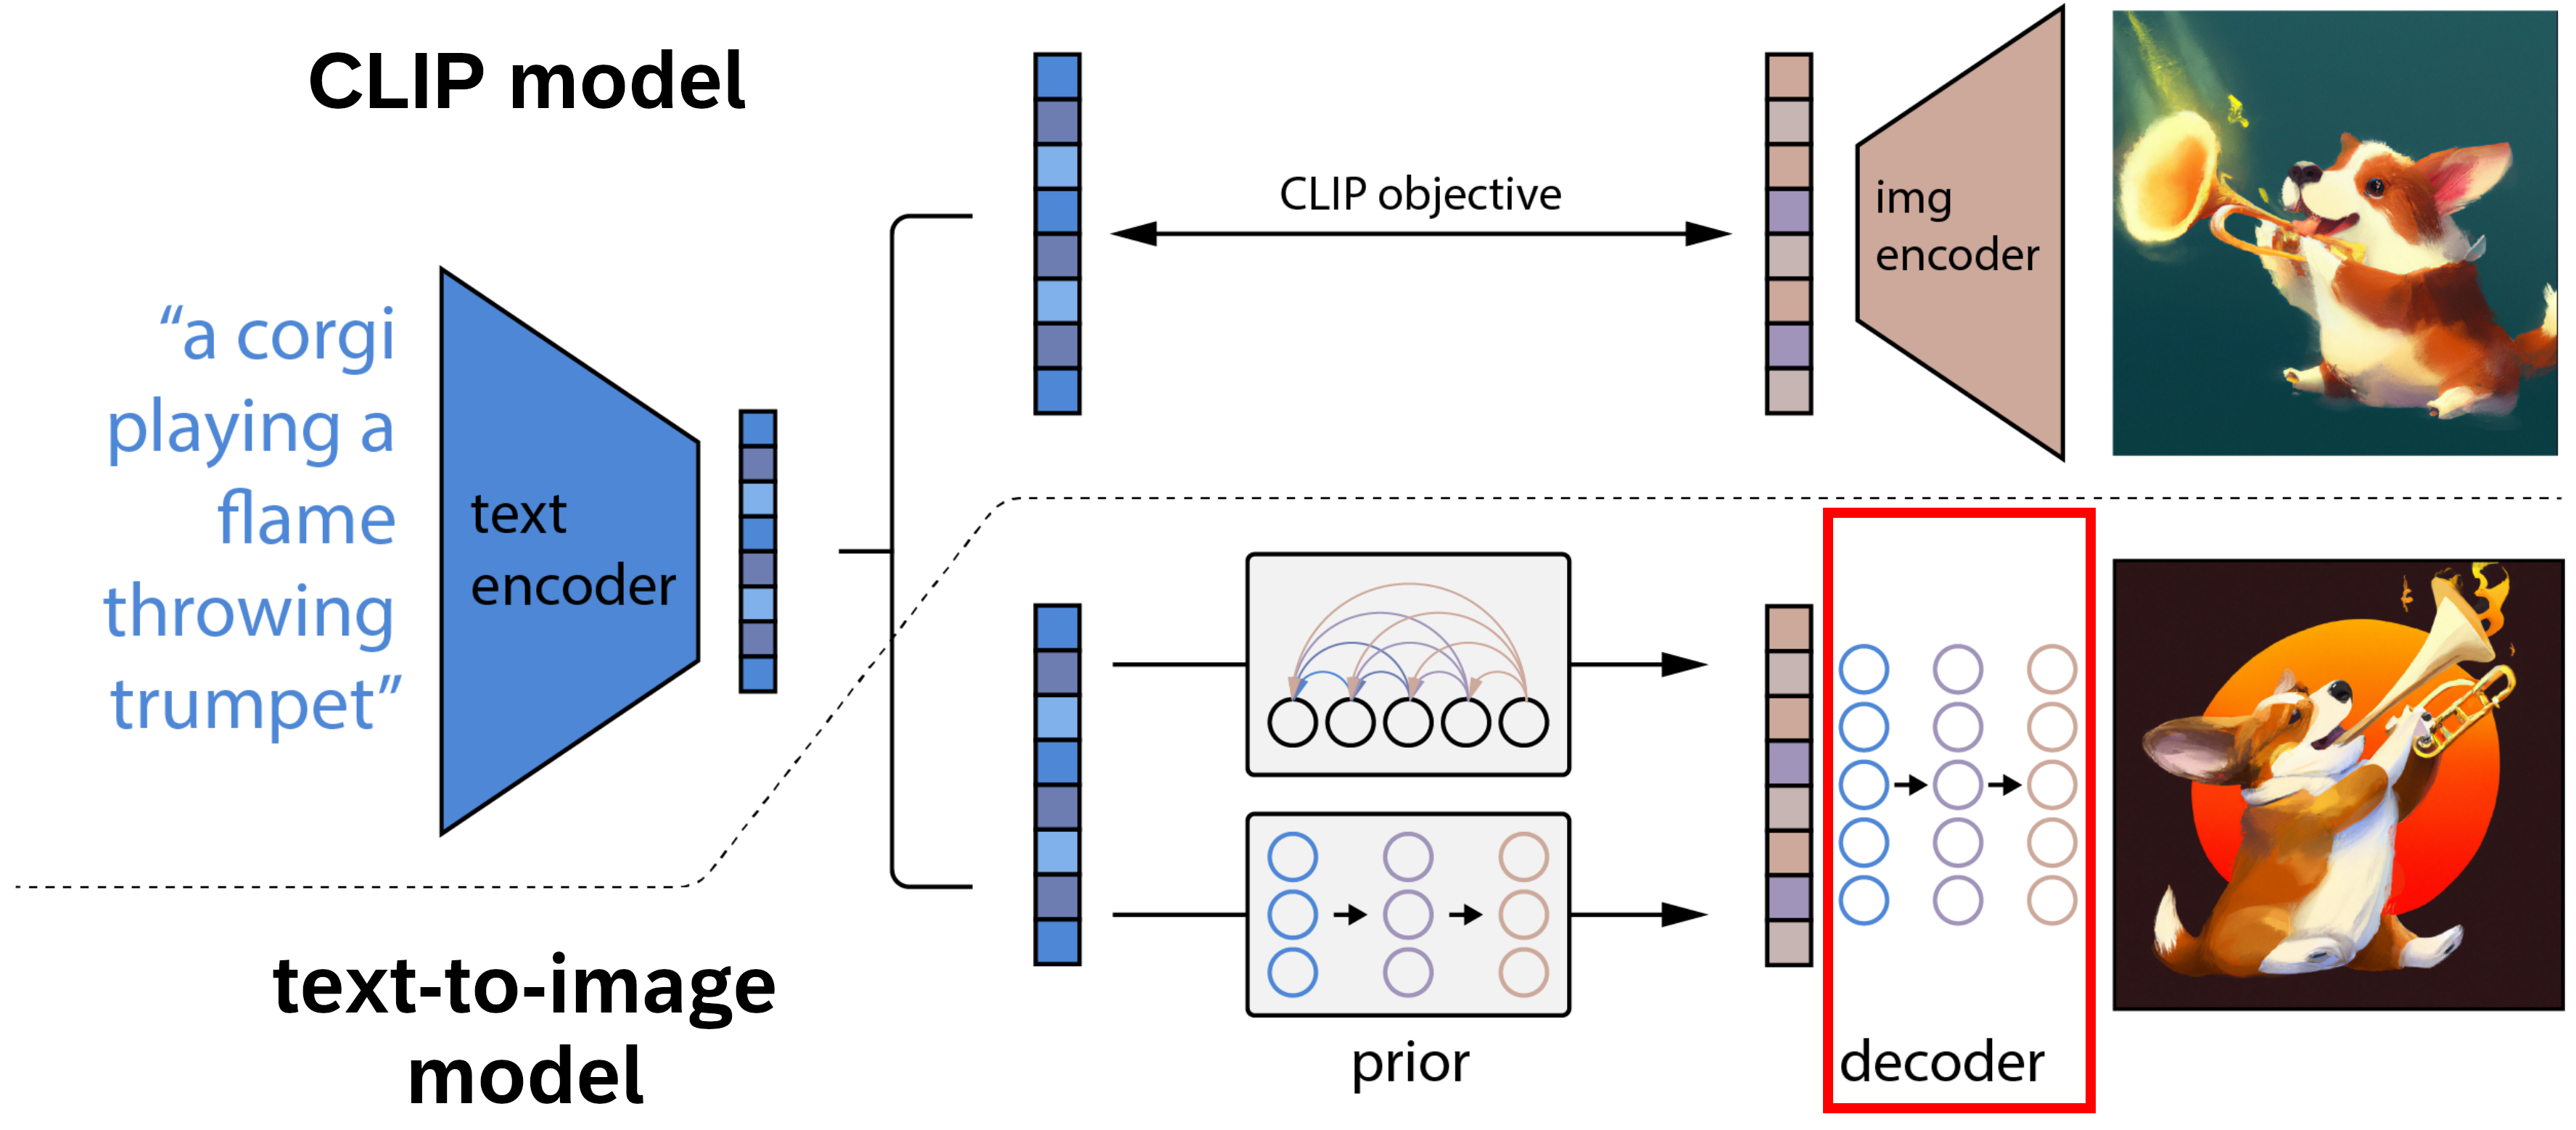 CLIP model
“a corgi
playing a
flame
throwing
trumpet”
text
encoder
CLIP objective
img
encoder
text-to-image
model
prior
decoder